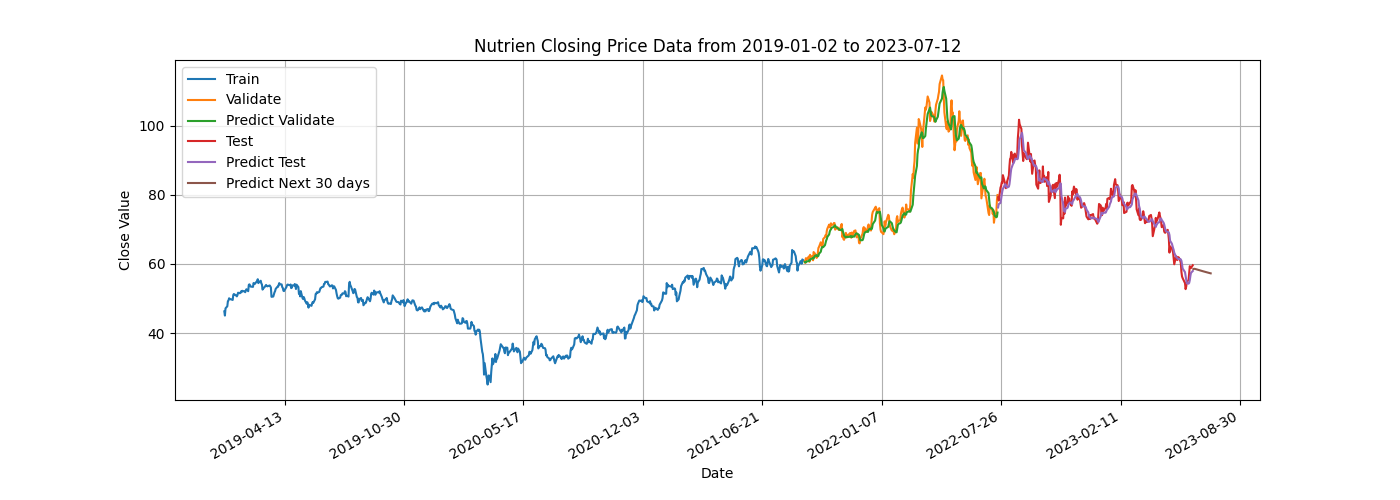 Nutrien Closing Price Data from 2019-01-02 to 2023-07-12
Train
Validate
Predict Validate
Test
Predict Test
Predict Next 30 days
Close Value
100
80
60
40
2019-04-13
2019-10-30
2020-05-17
2020-12-03
2021-06-21
2022-01-07
2022-07-26
2023-02-11
2023-08-30
Date